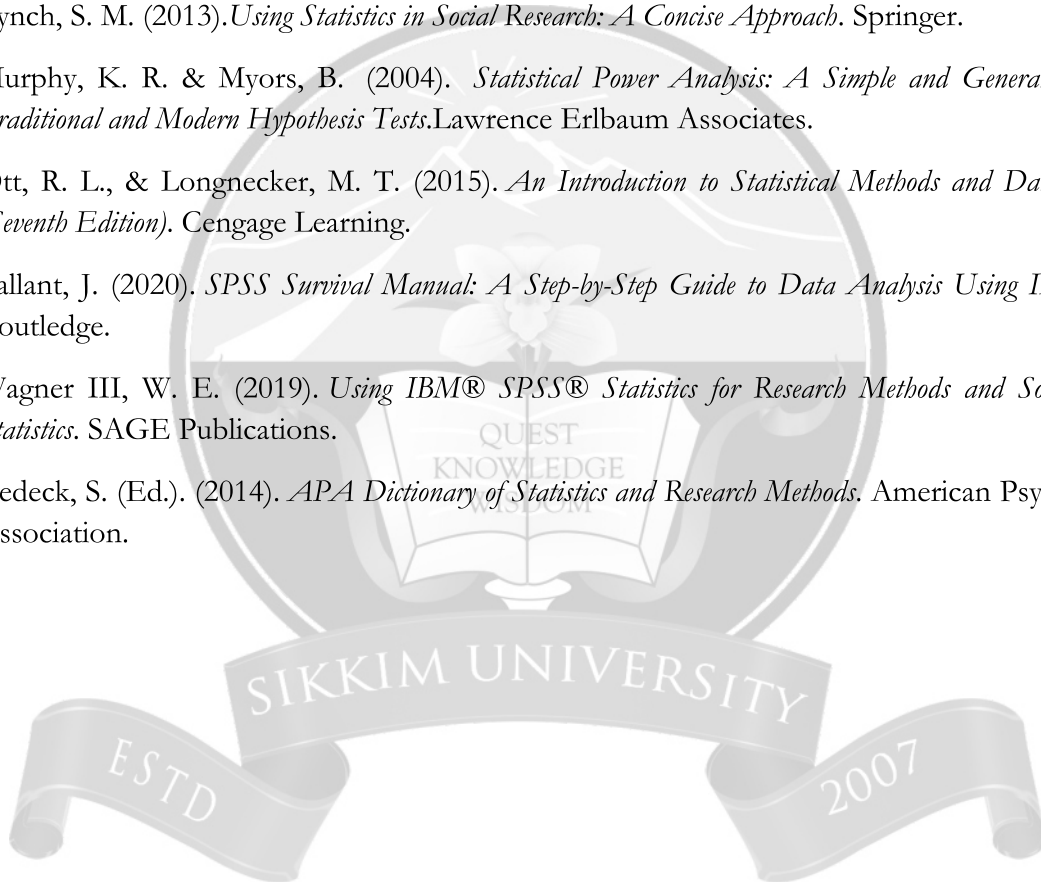 ynch, S. M. (2013).Using Statistics in Social Research: A Concise Approach. Springer.
urphy, K. R. & Myors, B. (2004). Statistical Power Analysis: A Simple and General
raditional and Modern Hypothesis Tests.Lawrence Erlbaum Associates.
tt, R. L., & Longnecker, M. T. (2015). An Introduction to Statistical Methods and Da
eventh Edition). Cengage Learning.
allant, J. (2020). SPSS Survival Manual: A Step-by-Step Guide to Data Analysis Using I
outledge.
agner III, W. E. (2019). Using IBM® SPSS® Statistics for Research Methods and So
tatistics. SAGE Publications.
edeck, S. (Ed.). (2014). APA Dictionary of Statistics and Research Methods. American Psy
ssociation.
QUEST
KNOWLEDGE
WISDOM
SIKKIM UNIVERSITY
ESTD
2007